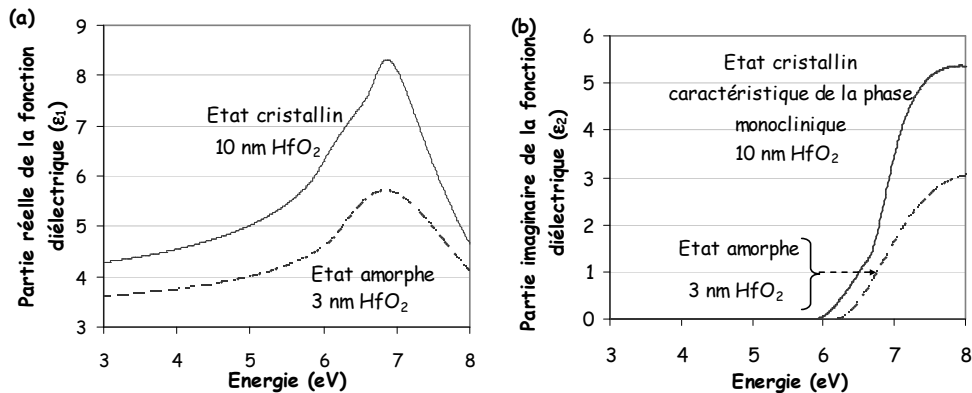 (a)
Partie réelle de la fonction
diélectrique (ε1)
9
8
7
6
5
4
3
Etat cristallin
10 nm HfO2
Etat amorphe
3 nm HfO2
3 4 5 6 7 8
Energie (eV)
(b)
Partie imaginaire de la fonction
diélectrique (ε2)
6
5
4
3
2
1
0
Etat cristallin
caractéristique de la phase
monoclinique
10 nm HfO2
Etat amorphe
3 nm HfO2
3 4 5 6 7 8
Energie (eV)